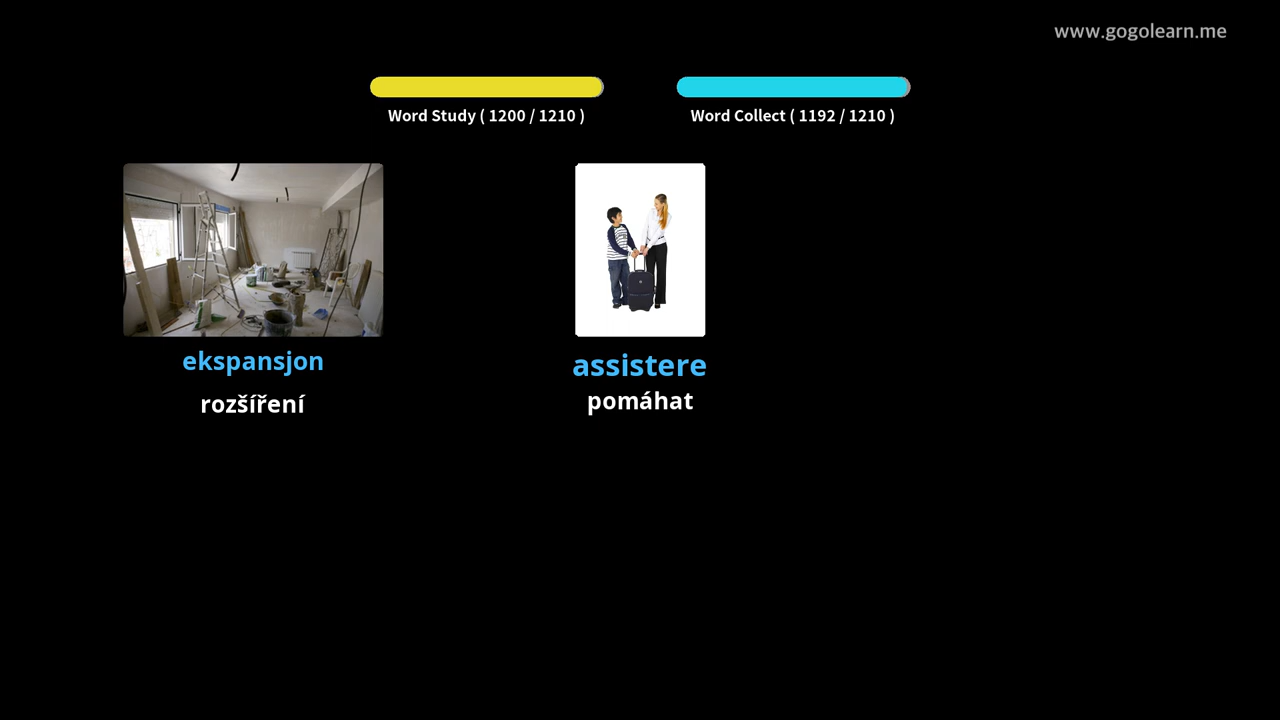 www.gogolearn.me
Word Study ( 1200 / 1210 )
Word Collect ( 1192 / 1210 )
ekspansjon
rozšíření
assistere
pomáhat